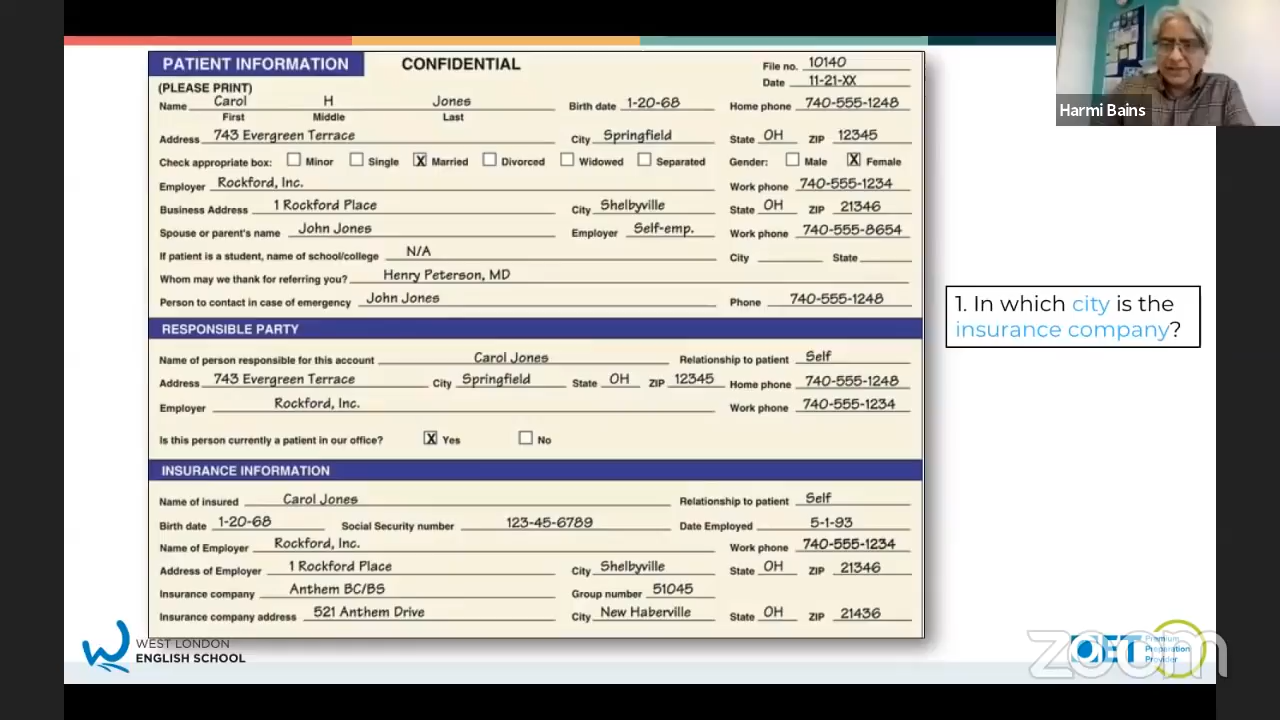 PATIENT INFORMATION CONFIDENTIAL File no. 10140
(PLEASE PRINT) Date 11-21-XX
Name Carol H Jones Birth date 1-20-68 Home phone 740-555-1248
First Middle Last
Address 743 Evergreen Terrace City Springfield State OH ZIP 12345
Check appropriate box: Minor Single X Married Divorced Widowed Separated Gender: Male X Female
Employer Rockford, Inc. Work phone 740-555-1234
Business Address 1 Rockford Place City Shelbyville State OH ZIP 21346
Spouse or parent's name John Jones Employer Self-emp. Work phone 740-555-8654
If patient is a student, name of school/college N/A City State
Whom may we thank for referring you? Henry Peterson, MD
Person to contact in case of emergency John Jones Phone 740-555-1248
RESPONSIBLE PARTY
Name of person responsible for this account Carol Jones Relationship to patient Self
Address 743 Evergreen Terrace City Springfield State OH ZIP 12345 Home phone 740-555-1248
Employer Rockford, Inc. Work phone 740-555-1234
Is this person currently a patient in our office? X Yes No
INSURANCE INFORMATION
Name of insured Carol Jones Relationship to patient Self
Birth date 1-20-68 Social Security number 123-45-6789 Date Employed 5-1-93
Name of Employer Rockford, Inc. Work phone 740-555-1234
Address of Employer 1 Rockford Place City Shelbyville State OH ZIP 21346
Insurance company Anthem BC/BS Group number 51045
Insurance company address 521 Anthem Drive City New Haberville State OH ZIP 21436
Harmi Bains
1. In which city is the
insurance company?
WEST LONDON
ENGLISH SCHOOL
OET
Premium
Preparation
Provider
zoom